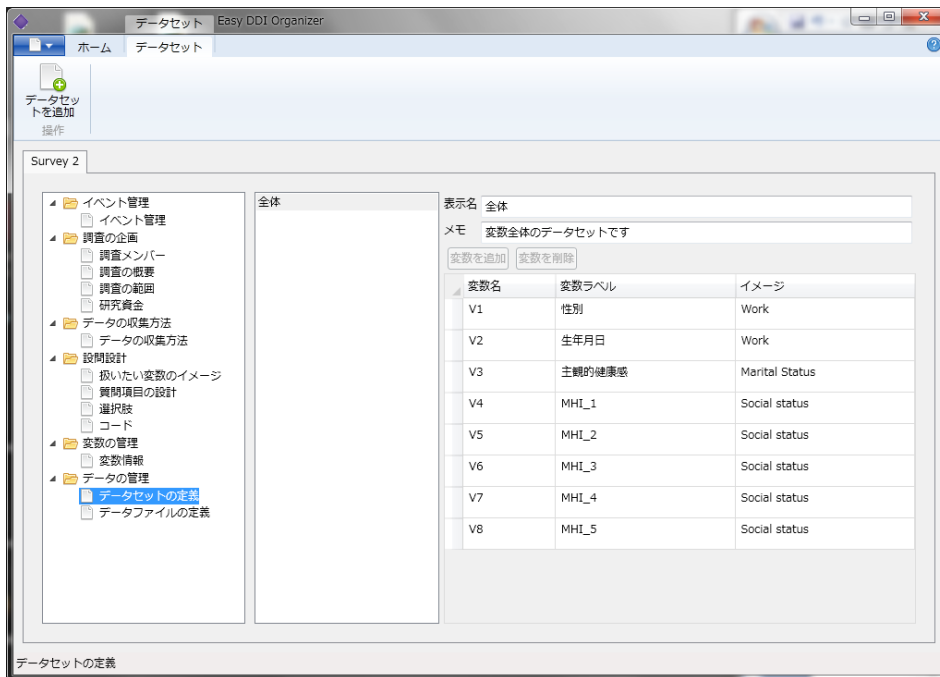 データセット Easy DDI Organizer
ホーム データセット
データセッ
トを追加
操作
Survey 2
イベント管理
イベント管理
調査の企画
調査メンバー
調査の概要
調査の範囲
研究資金
データの収集方法
データの収集方法
設問設計
扱いたい変数のイメージ
質問項目の設計
選択肢
コード
変数の管理
変数情報
データの管理
データセットの定義
データファイルの定義
全体
表示名 全体
メモ 変数全体のデータセットです
変数を追加 変数を削除
変数名 変数ラベル イメージ
V1 性別 Work
V2 生年月日 Work
V3 主観的健康感 Marital Status
V4 MHI_1 Social status
V5 MHI_2 Social status
V6 MHI_3 Social status
V7 MHI_4 Social status
V8 MHI_5 Social status
データセットの定義